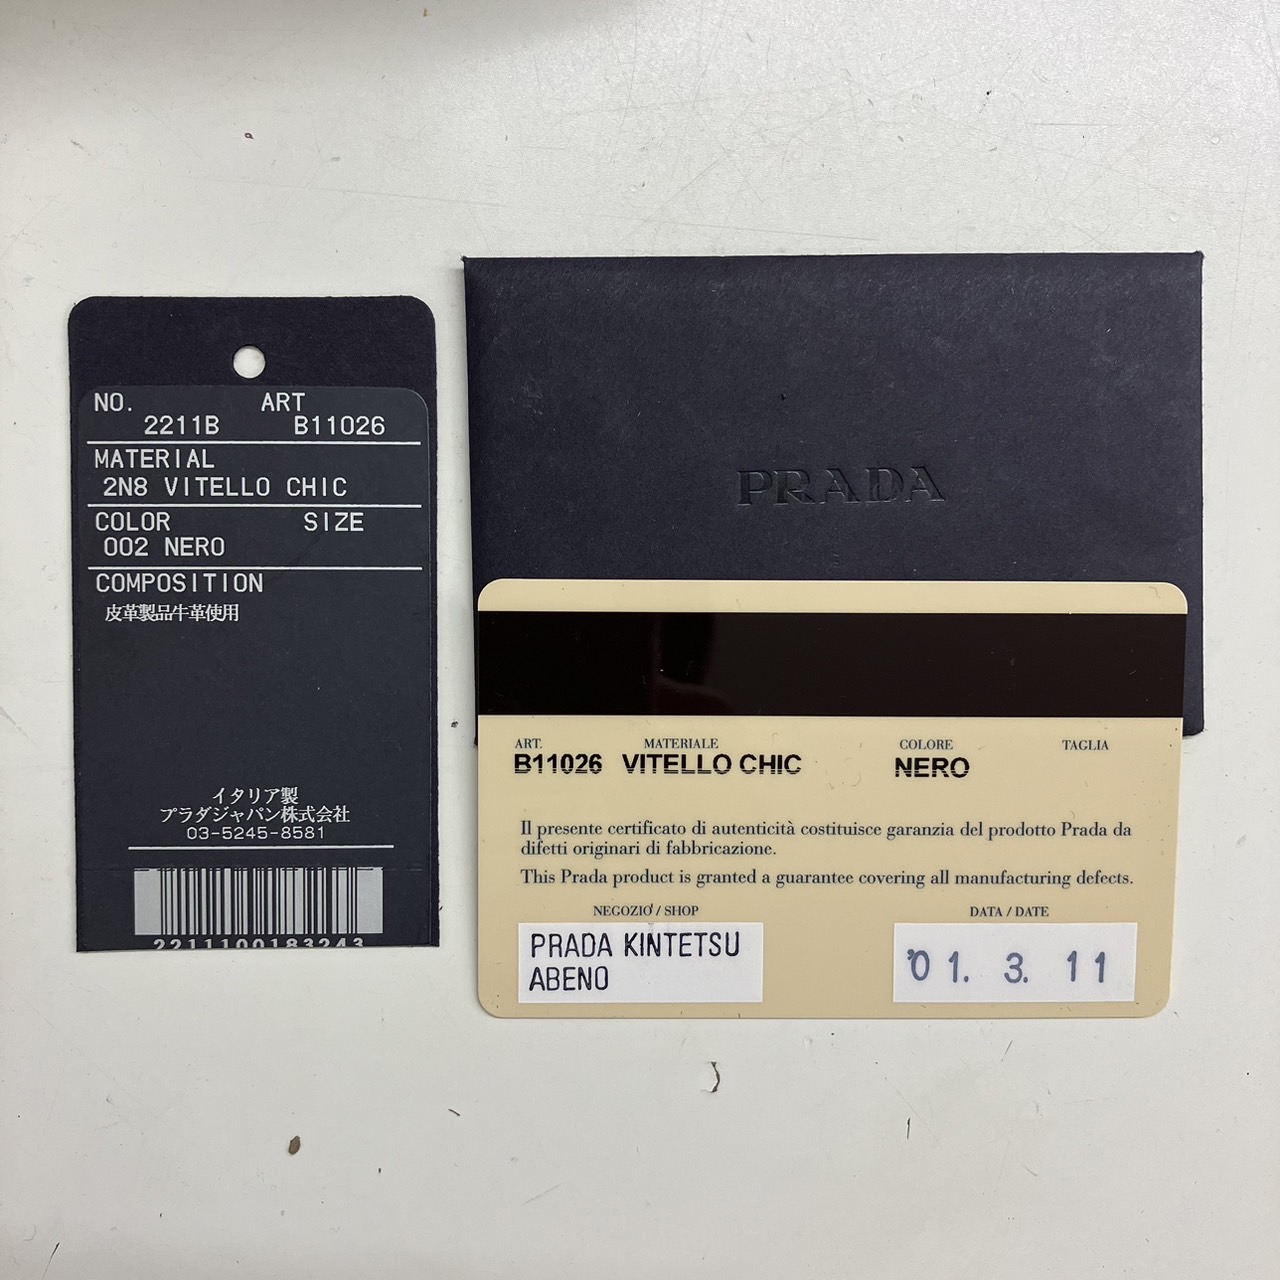 NO. ART
2211B B11026
MATERIAL
2N8 VITELLO CHIC
COLOR SIZE
002 NERO
COMPOSITION
皮革製品牛革使用
イタリア製
プラダジャパン株式会社
03-5245-8581
2211100183243
PRADA
ART. MATERIALE COLORE TAGLIA
B11026 VITELLO CHIC NERO
Il presente certificato di autenticità costituisce garanzia del prodotto Prada da
difetti originari di fabbricazione.
This Prada product is granted a guarantee covering all manufacturing defects.
NEGOZIO / SHOP DATA / DATE
PRADA KINTETSU
ABENO
'01. 3. 11